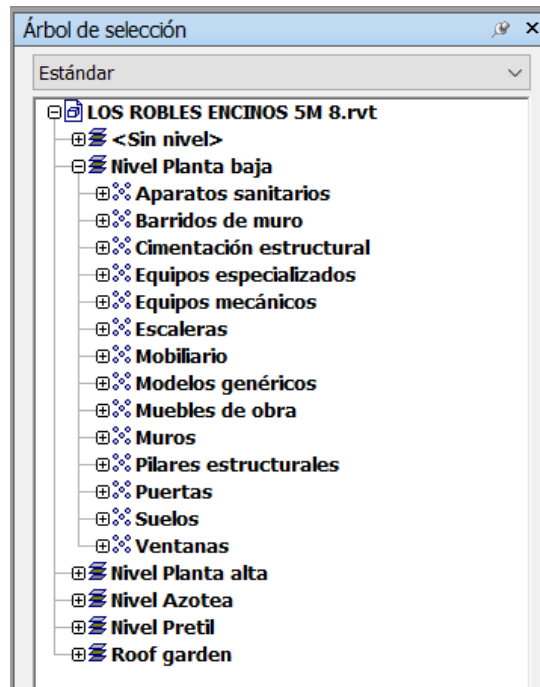 Árbol de selección
Estándar
LOS ROBLES ENCINOS 5M 8.rvt
<Sin nivel>
Nivel Planta baja
Aparatos sanitarios
Barridos de muro
Cimentación estructural
Equipos especializados
Equipos mecánicos
Escaleras
Mobiliario
Modelos genéricos
Muebles de obra
Muros
Pilares estructurales
Puertas
Suelos
Ventanas
Nivel Planta alta
Nivel Azotea
Nivel Pretil
Roof garden